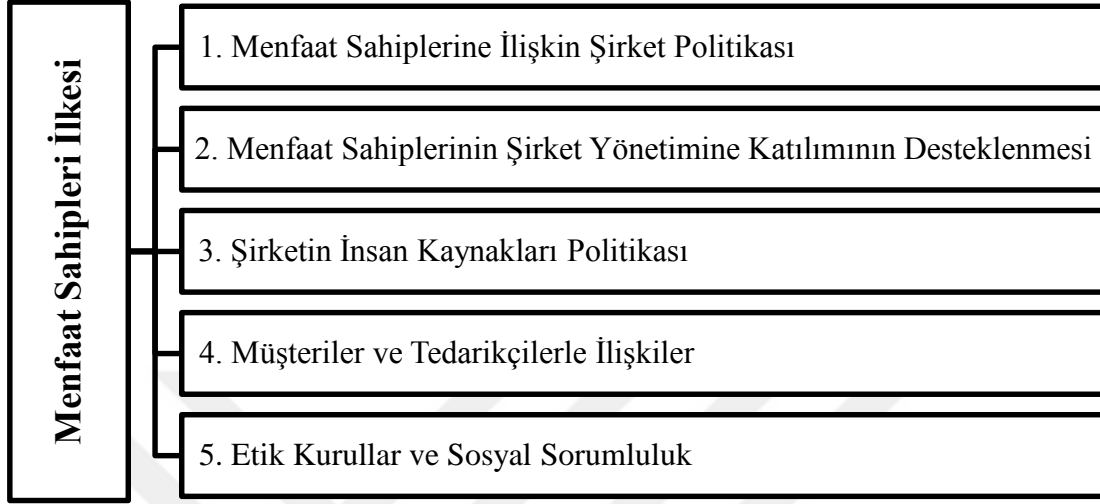 Menfaat Sahipleri İlkesi
1. Menfaat Sahiplerine İlişkin Şirket Politikası
2. Menfaat Sahiplerinin Şirket Yönetimine Katılımının Desteklenmesi
3. Şirketin İnsan Kaynakları Politikası
4. Müşteriler ve Tedarikçilerle İlişkiler
5. Etik Kurullar ve Sosyal Sorumluluk